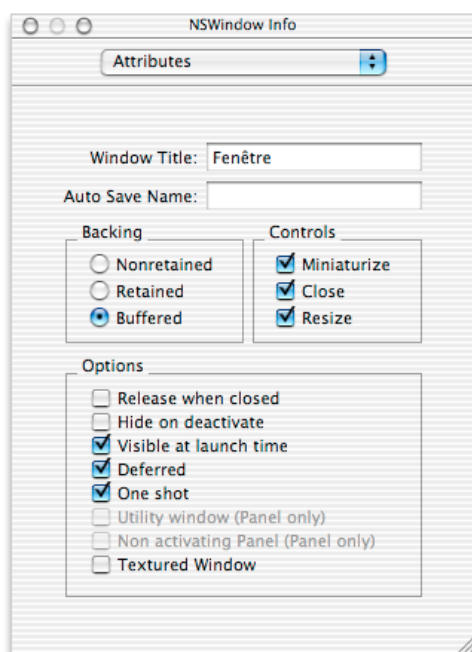 NSWindow Info
Attributes
Window Title: Fenêtre
Auto Save Name:
Backing
Nonretained
Retained
Buffered
Controls
Miniaturize
Close
Resize
Options
Release when closed
Hide on deactivate
Visible at launch time
Deferred
One shot
Utility window (Panel only)
Non activating Panel (Panel only)
Textured Window